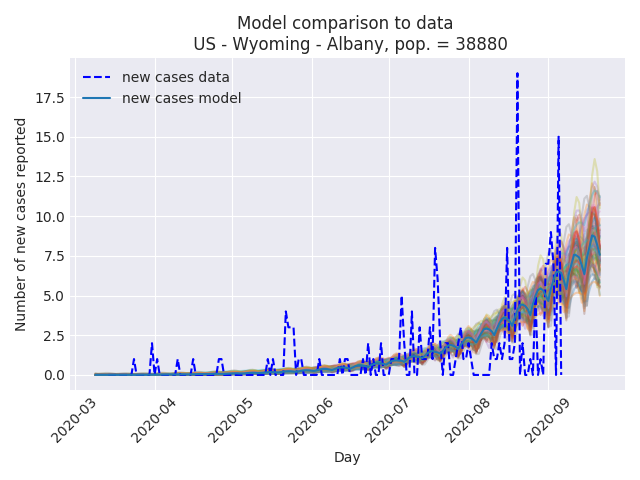 Model comparison to data
US - Wyoming - Albany, pop. = 38880
new cases data
new cases model
Number of new cases reported
17.5
15.0
12.5
10.0
7.5
5.0
2.5
0.0
2020-03
2020-04
2020-05
2020-06
2020-07
2020-08
2020-09
Day